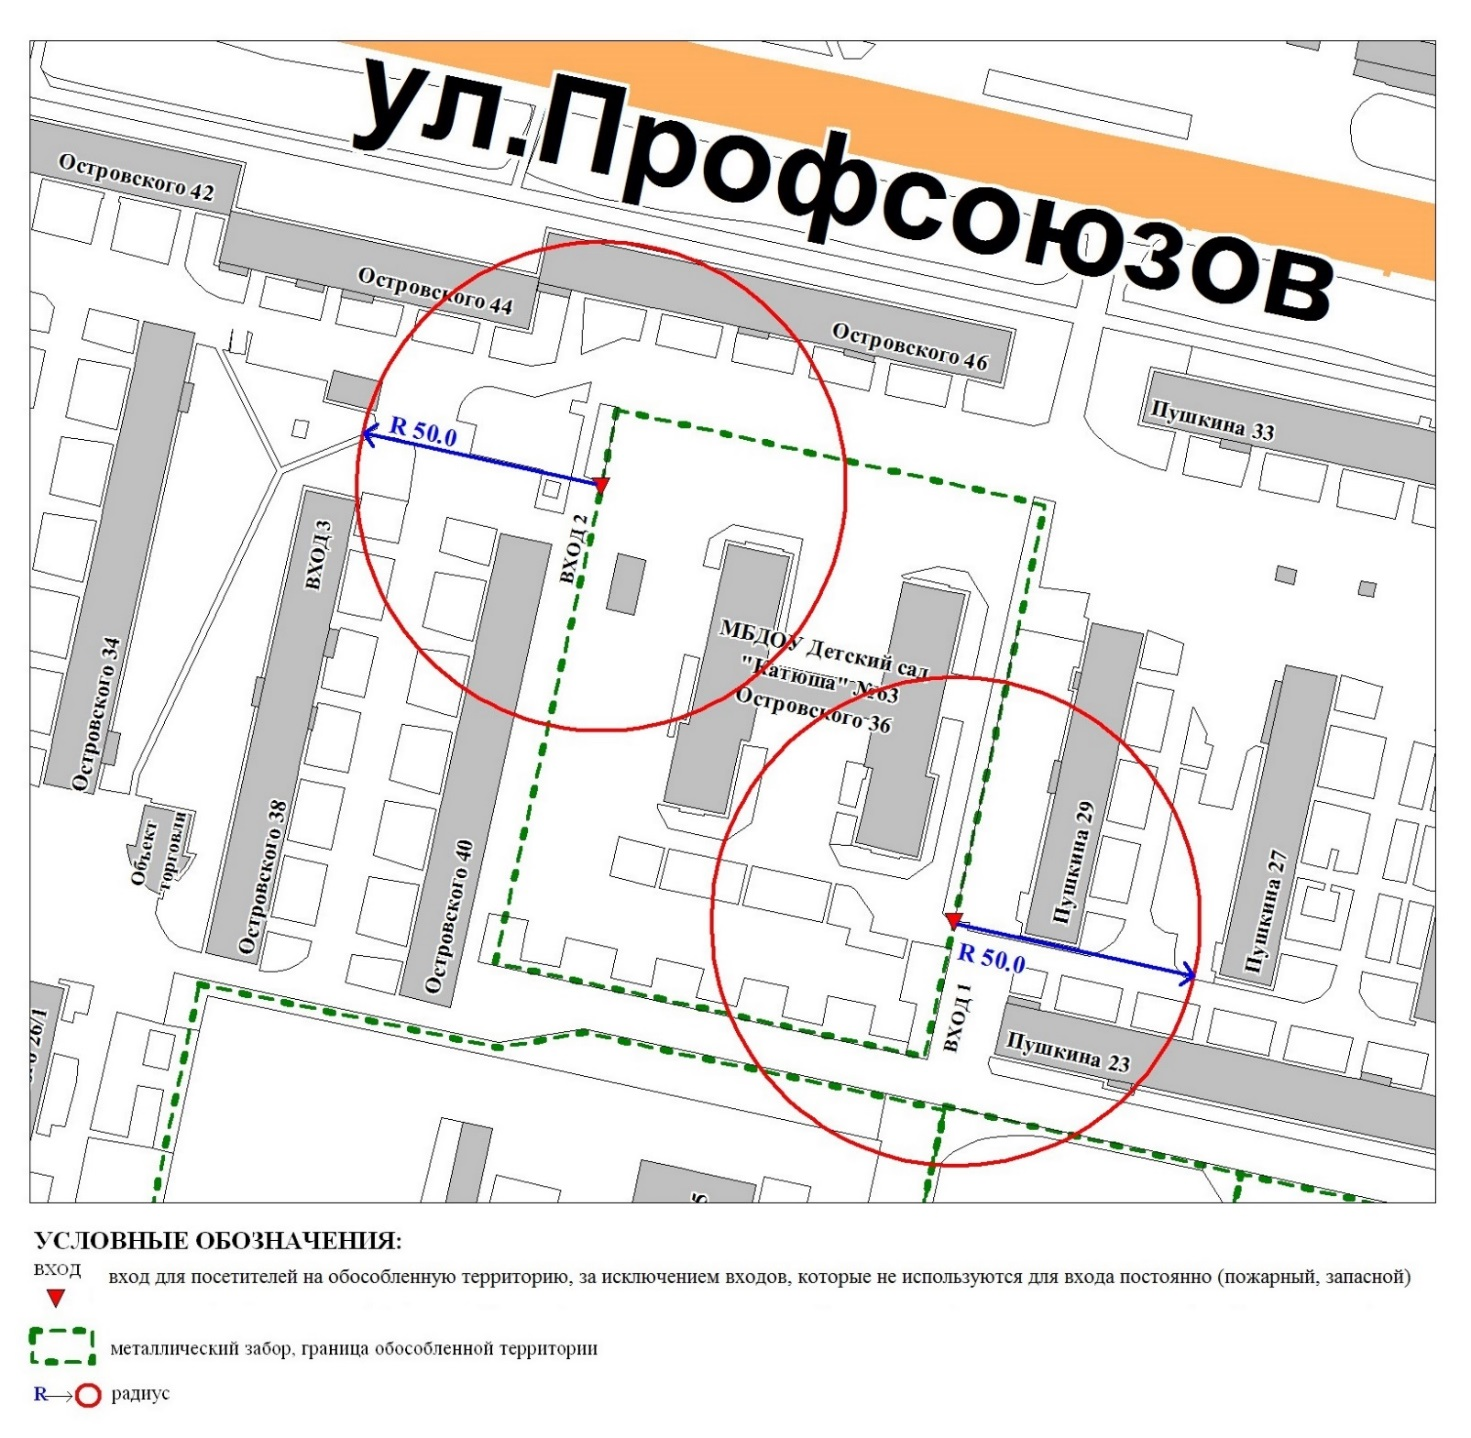 ул.Профсоюзов
Островского 42
Островского 44
Островского 46
Пушкина 33
R 50.0
ВХОД 2
ВХОД 3
Островского 34
МБДОУ Детский сад
"Катюша" №63
Островского 36
Объект
торговли
Островского 38
Островского 40
Пушкина 29
Пушкина 27
R 50.0
ВХОД 1
Пушкина 23
26/1
5
УСЛОВНЫЕ ОБОЗНАЧЕНИЯ:
ВХОД
вход для посетителей на обособленную территорию, за исключением входов, которые не используются для входа постоянно (пожарный, запасной)
металлический забор, граница обособленной территории
R
радиус